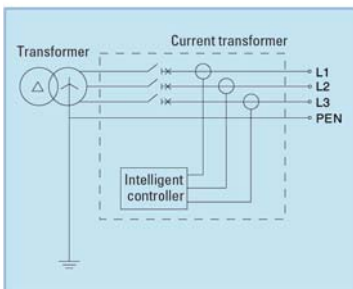 Current transformer
Transformer
L1
L2
L3
PEN
Intelligent
controller